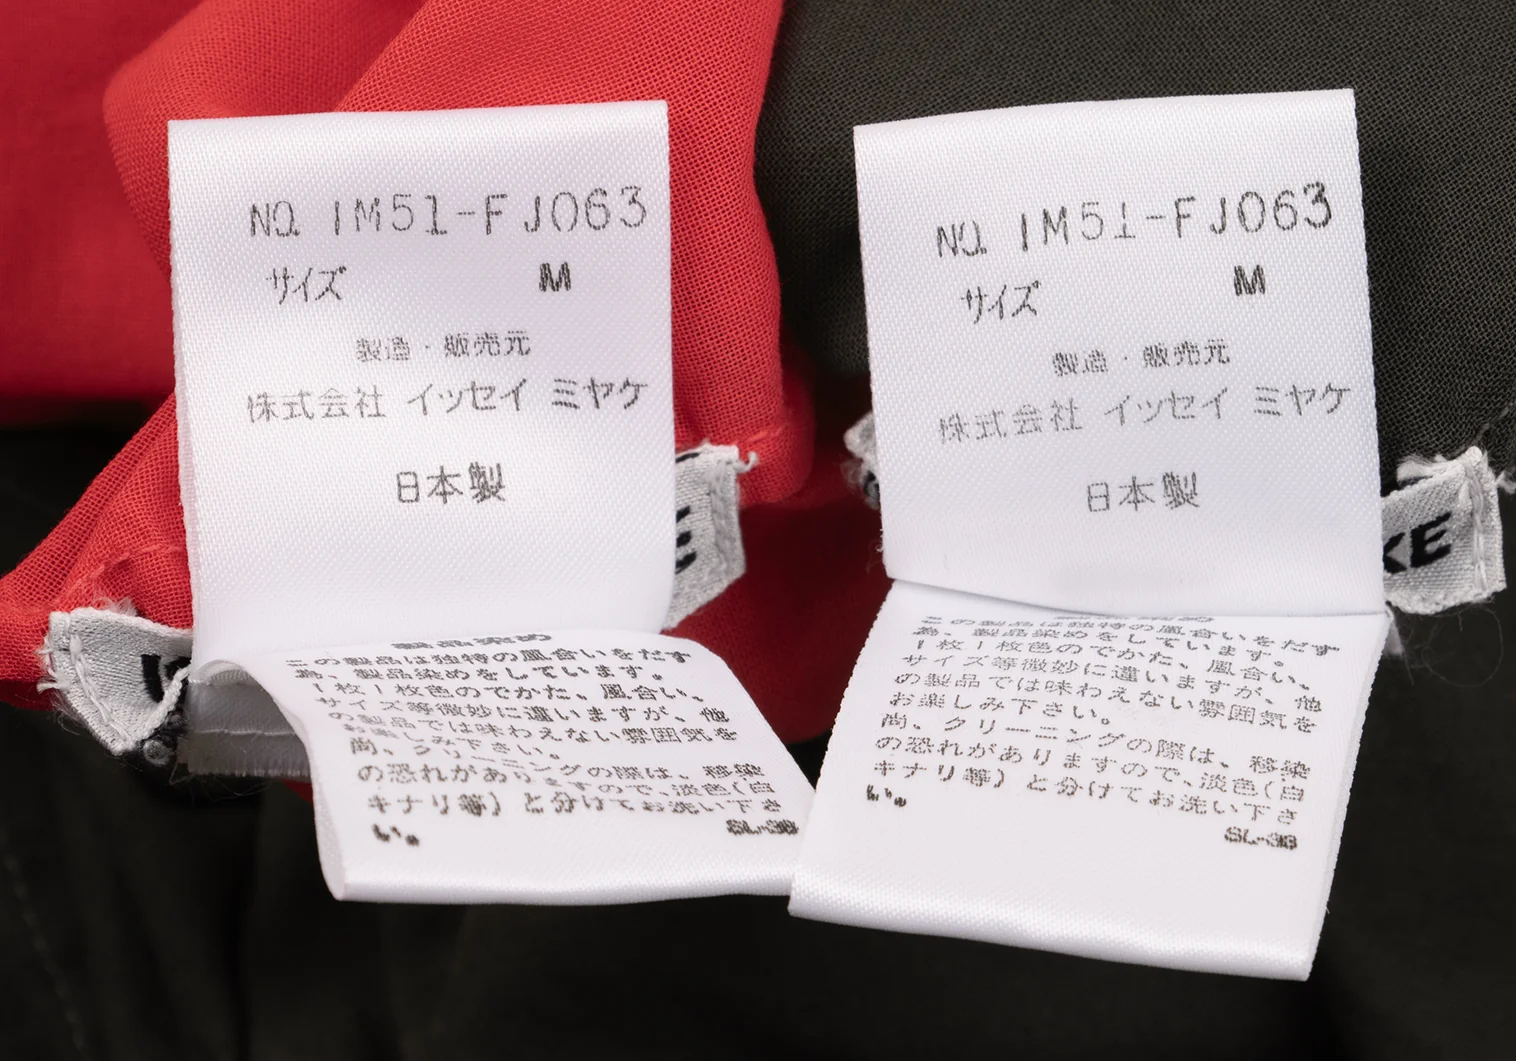 NO. IM51-FJ063
サイズ M
製造・販売元
株式会社 イッセイ ミヤケ
日本製
製品染め
この製品は独特の風合いをだす
為、製品染めをしています。
1枚1枚色のでかた、風合い、
サイズ等微妙に違いますが、他
の製品では味わえない雰囲気を
お楽しみ下さい。
尚、クリーニングの際は、移染
の恐れがありますので、淡色(白
キナリ等)と分けてお洗い下さ
い。
SL-38
NO. IM51-FJ063
サイズ M
製造・販売元
株式会社 イッセイ ミヤケ
日本製
この製品は独特の風合いをだす
為、製品染めをしています。
1枚1枚色のでかた、風合い、
サイズ等微妙に違いますが、他
の製品では味わえない雰囲気を
お楽しみ下さい。
尚、クリーニングの際は、移染
の恐れがありますので、淡色(白
キナリ等)と分けてお洗い下さ
い。
SL-38
E
KE